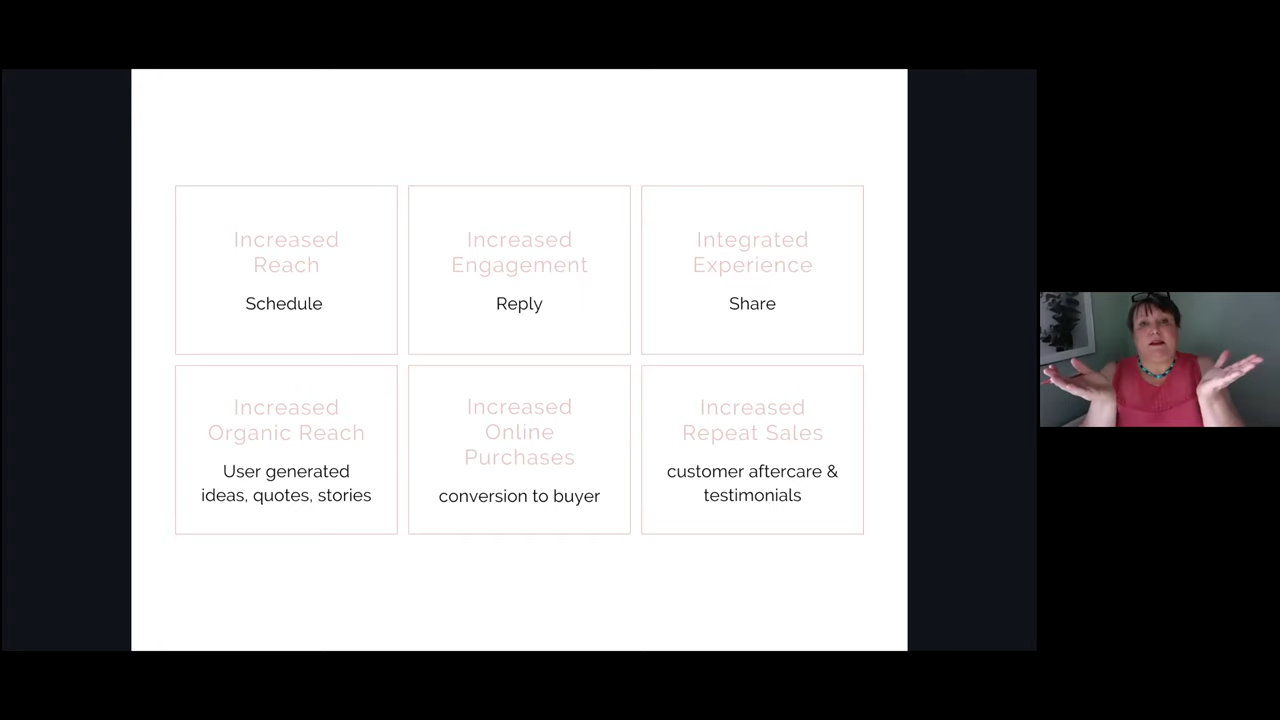 Increased
Reach
Schedule
Increased
Engagement
Reply
Integrated
Experience
Share
Increased
Organic Reach
User generated
ideas, quotes, stories
Increased
Online
Purchases
conversion to buyer
Increased
Repeat Sales
customer aftercare &
testimonials